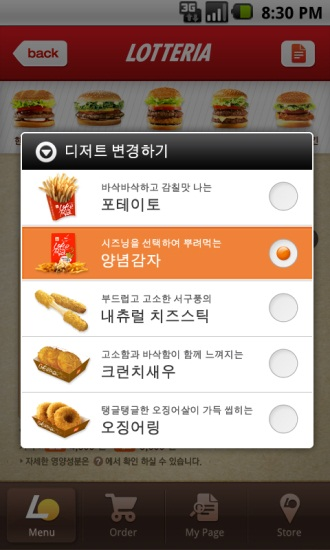 3G
8:30 PM
back
LOTTERIA
디저트 변경하기
바삭바삭하고 감칠맛 나는
포테이토
시즈닝을 선택하여 뿌려먹는
양념감자
부드럽고 고소한 서구풍의
내츄럴 치즈스틱
고소함과 바삭함이 함께 느껴지는
크런치새우
탱글탱글한 오징어살이 가득 씹히는
오징어링
• 자세한 영양성분은 ? 에서 확인 하실 수 있습니다.
Menu
Order
My Page
Store